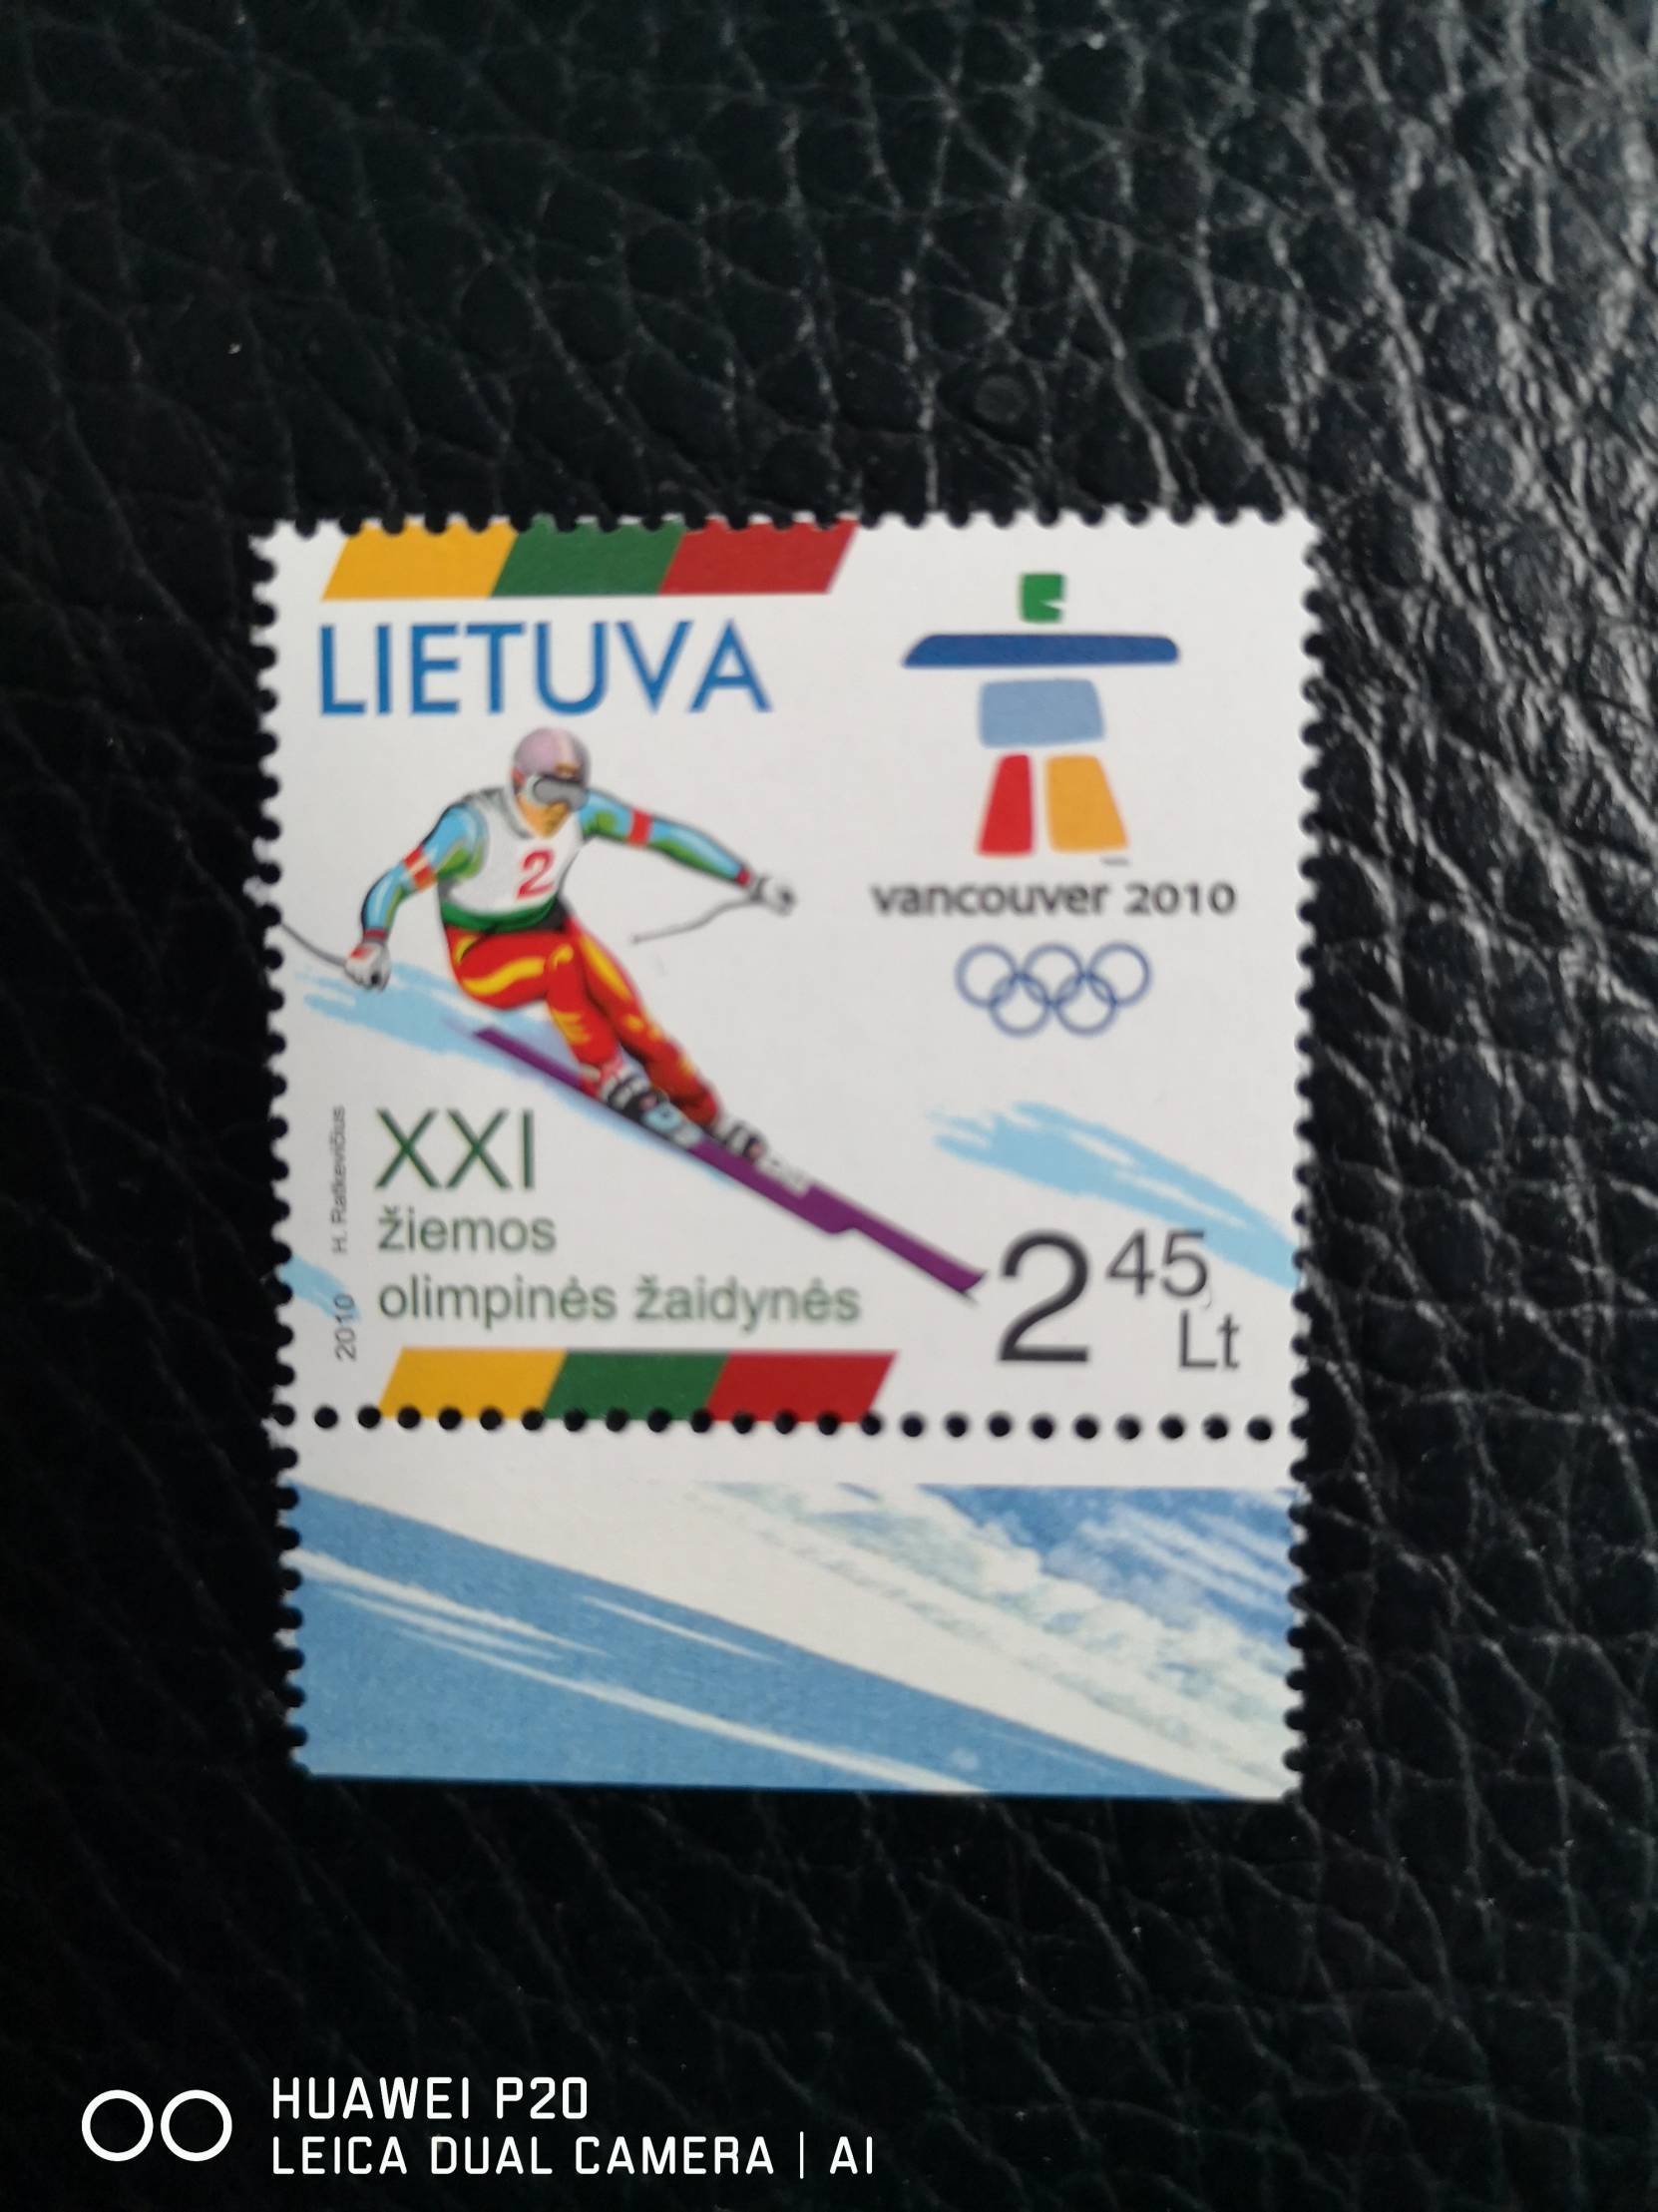 LIETUVA
2
vancouver 2010
XXI
žiemos
olimpinės žaidynės
2010 H. Ratkevičius
2 45
Lt
HUAWEI P20
LEICA DUAL CAMERA | AI